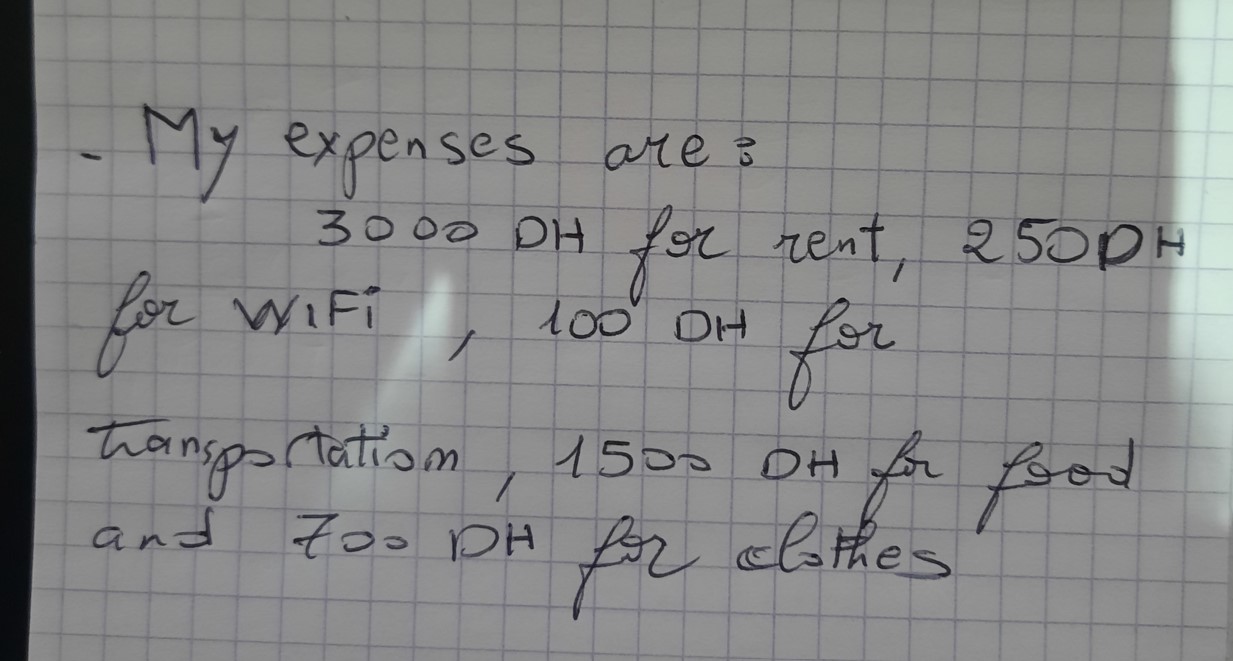 - My expenses are:
3000 DH for rent, 250DH
for WiFi, 100 DH for
transportation, 1500 DH for food
and 700 DH for clothes